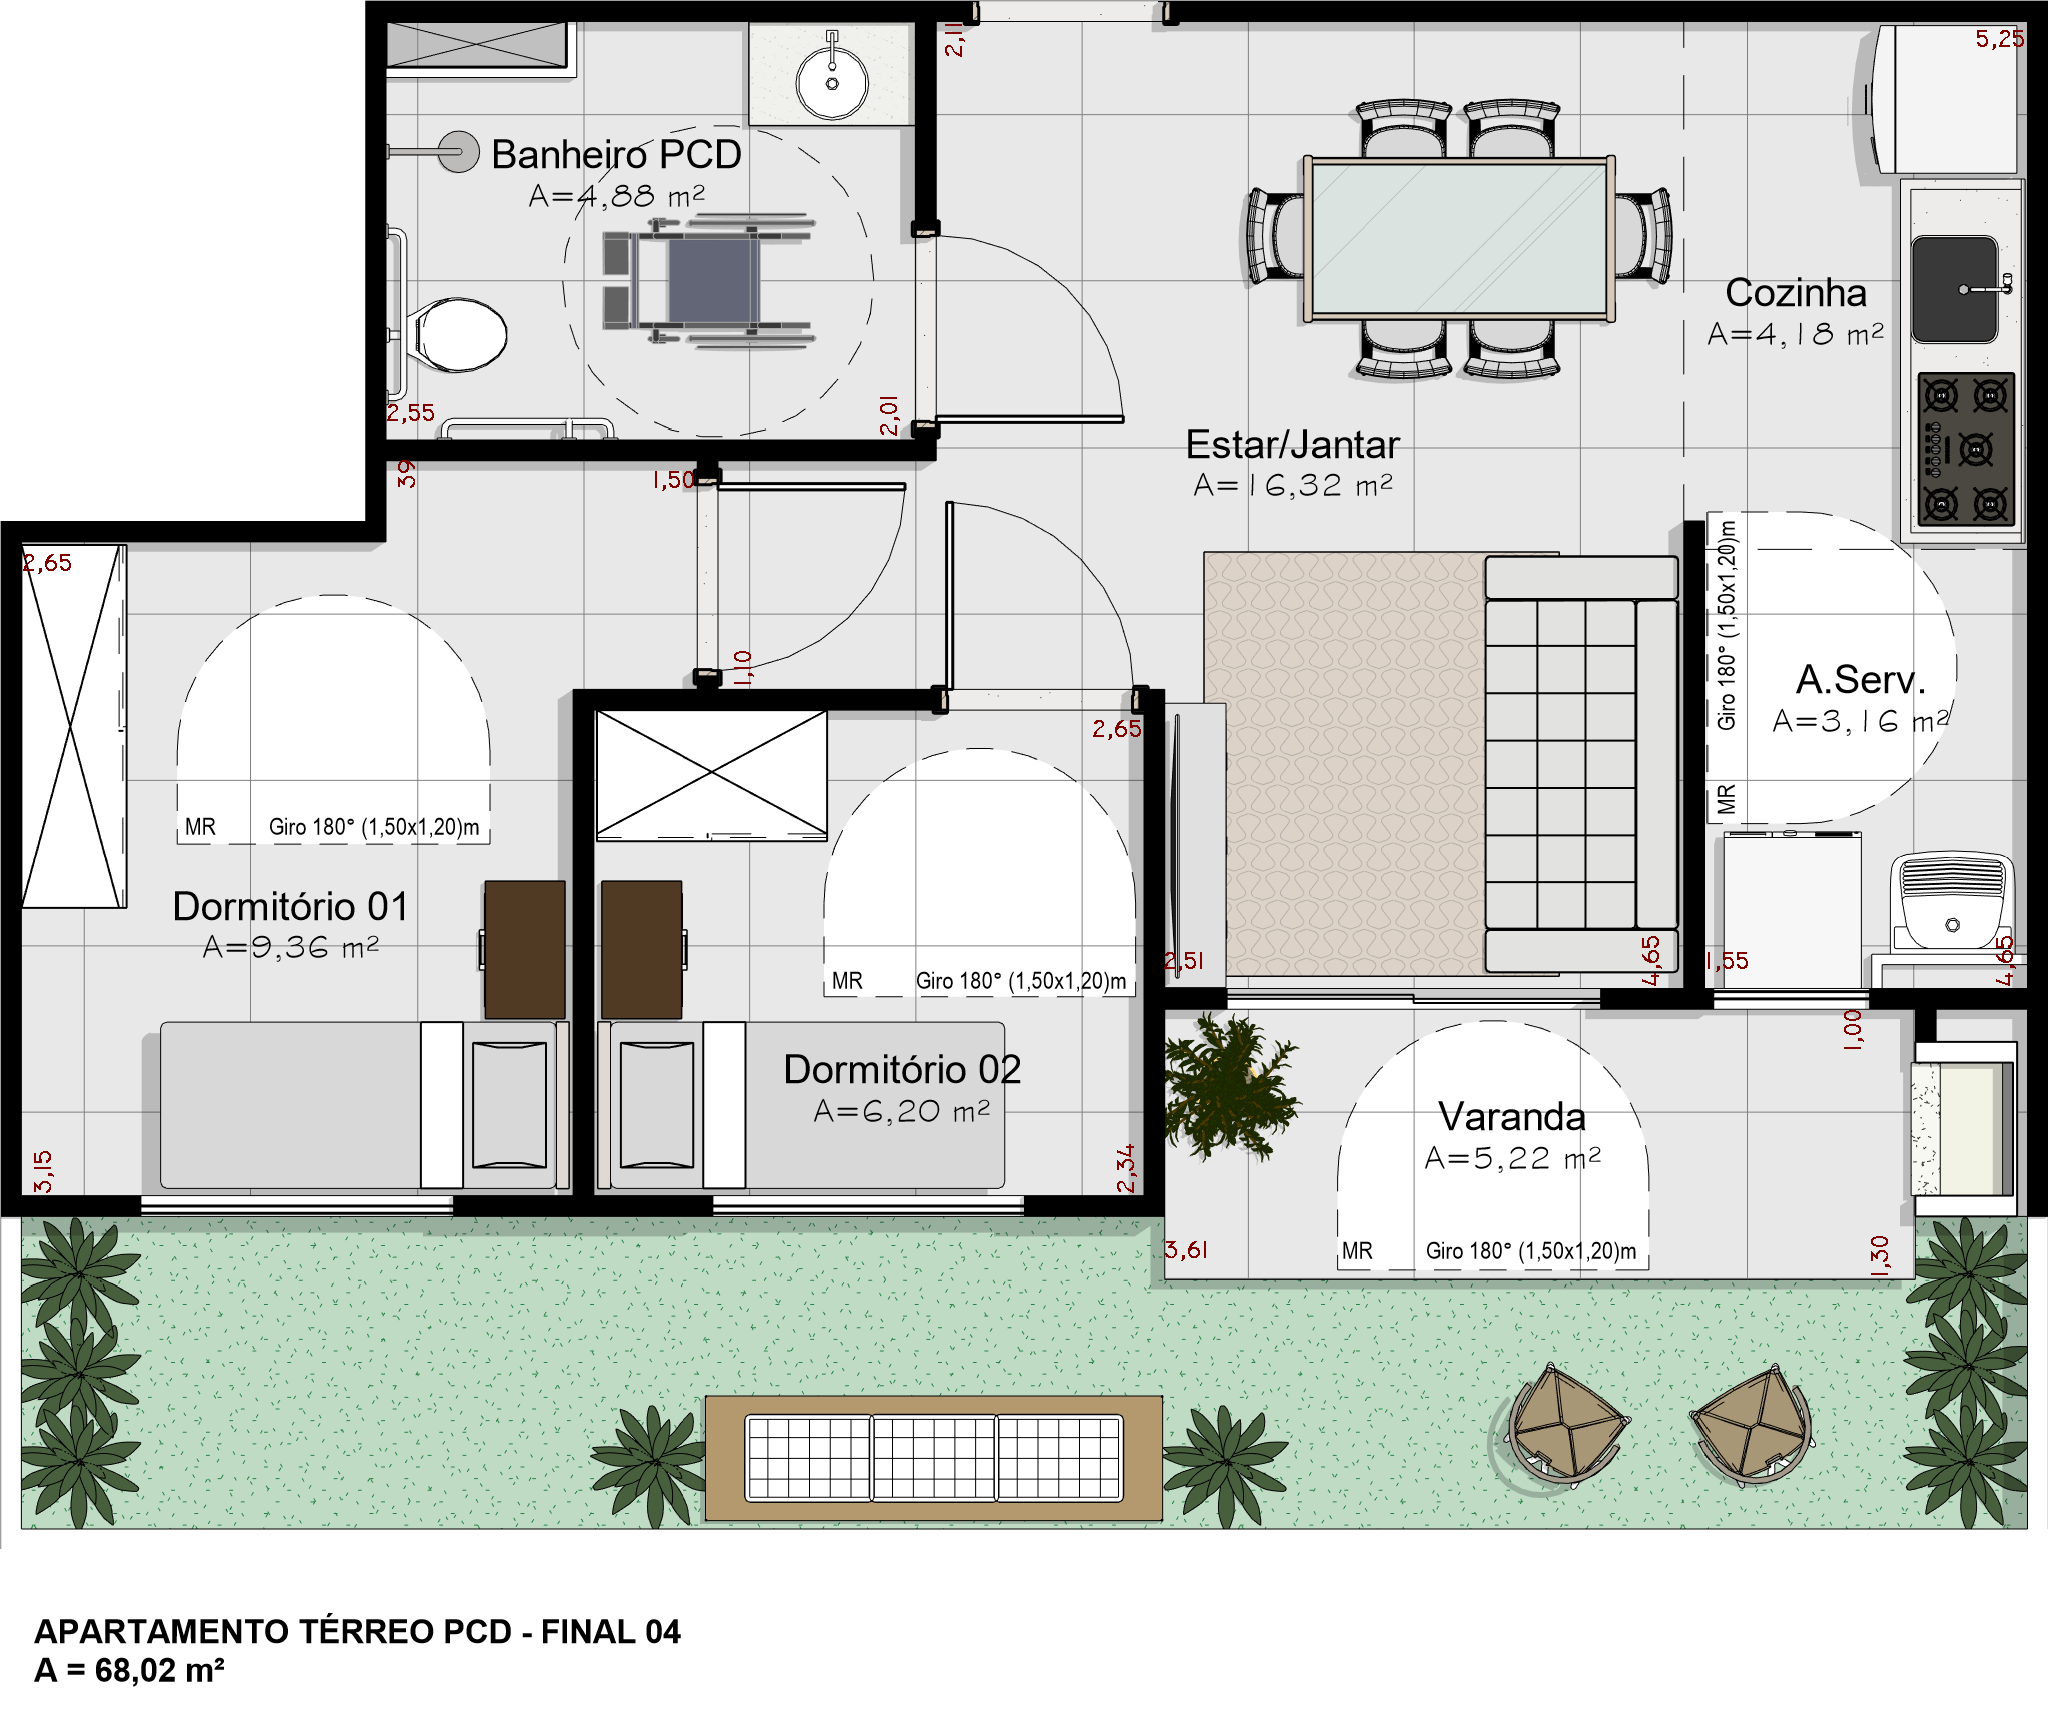 2,11
5,25
Banheiro PCD
A=4,88 m²
Cozinha
A=4,18 m²
2,55
2,01
Estar/Jantar
A=16,32 m²
39
1,50
2,65
1,10
Giro 180° (1,50x1,20)m
MR
A.Serv.
A=3,16 m²
2,65
MR Giro 180° (1,50x1,20)m
Dormitório 01
A=9,36 m²
MR Giro 180° (1,50x1,20)m
2,51
4,65
1,55
4,65
1,00
Dormitório 02
A=6,20 m²
Varanda
A=5,22 m²
3,15
2,34
3,61
MR Giro 180° (1,50x1,20)m
1,30
APARTAMENTO TÉRREO PCD - FINAL 04
A = 68,02 m²